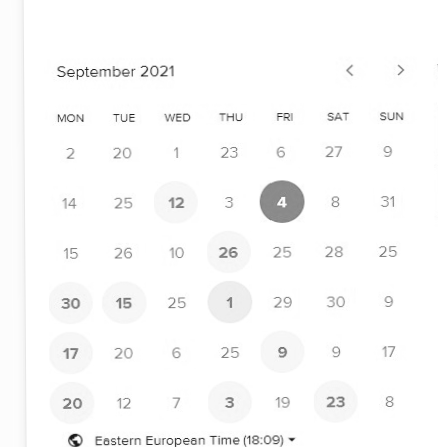 September 2021 < >
MON TUE WED THU FRI SAT SUN
2 20 1 23 6 27 9
14 25 12 3 4 8 31
15 26 10 26 25 28 25
30 15 25 1 29 30 9
17 20 6 25 9 9 17
20 12 7 3 19 23 8
Eastern European Time (18:09)